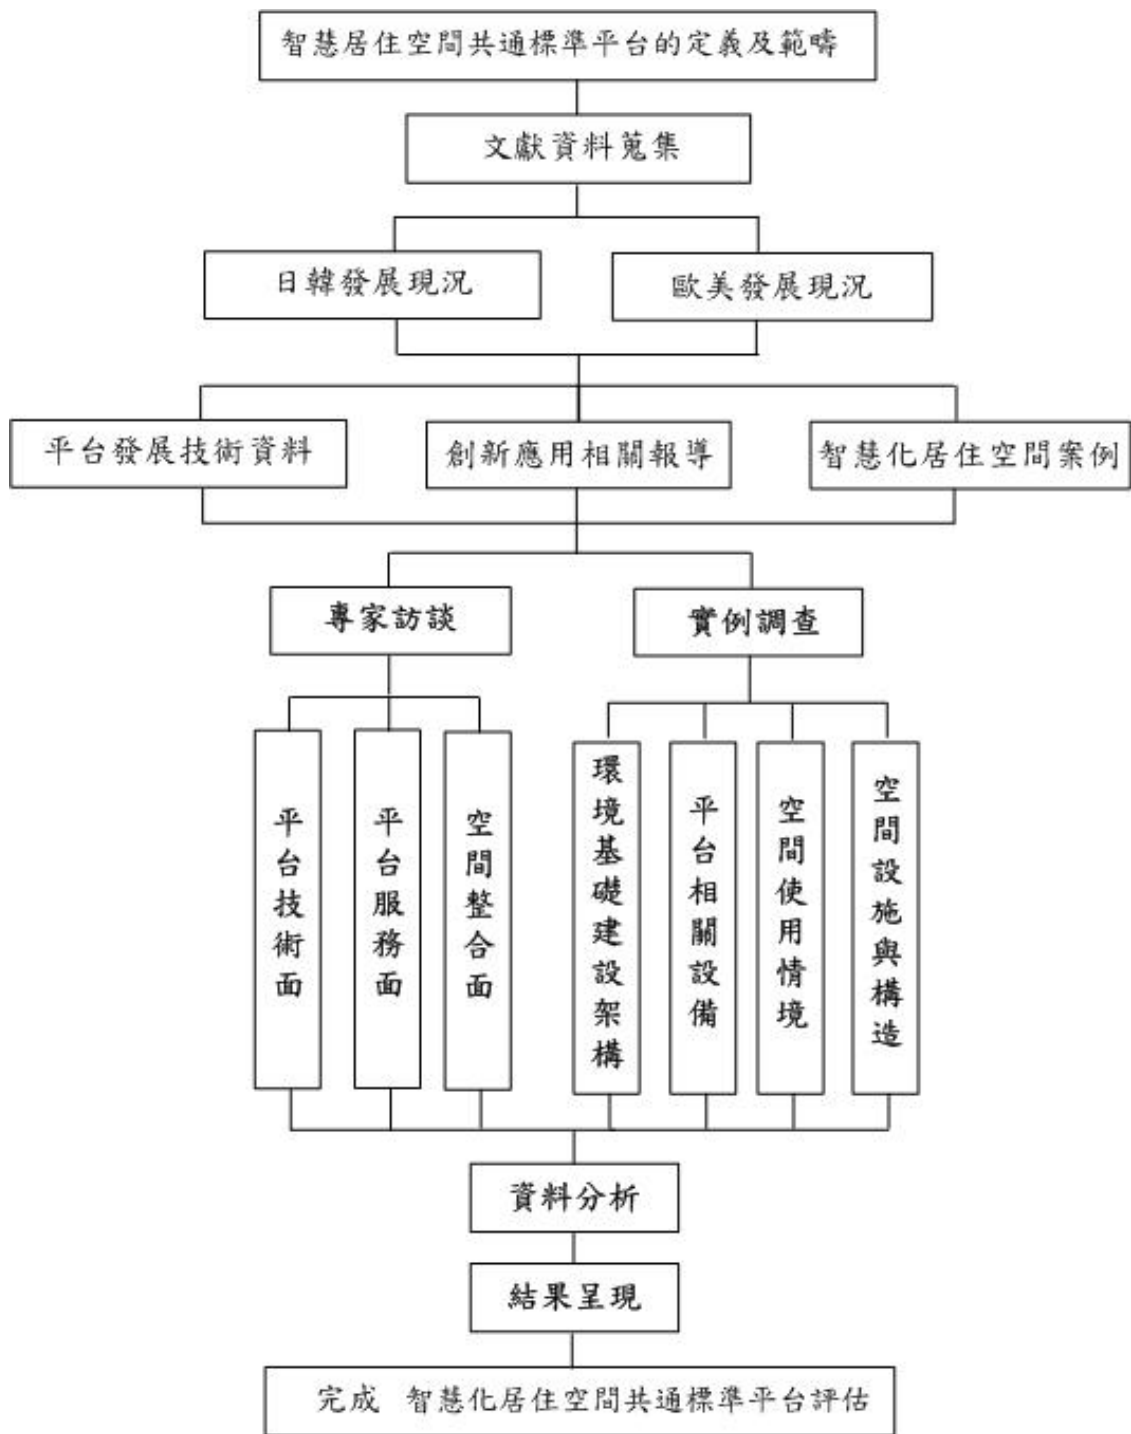 智慧居住空間共通標準平台的定義及範疇
文獻資料蒐集
日韓發展現況
歐美發展現況
平台發展技術資料
創新應用相關報導
智慧化居住空間案例
專家訪談
實例調查
平台技術面
平台服務面
空間整合面
環境基礎建設架構
平台相關設備
空間使用情境
空間設施與構造
資料分析
結果呈現
完成 智慧化居住空間共通標準平台評估